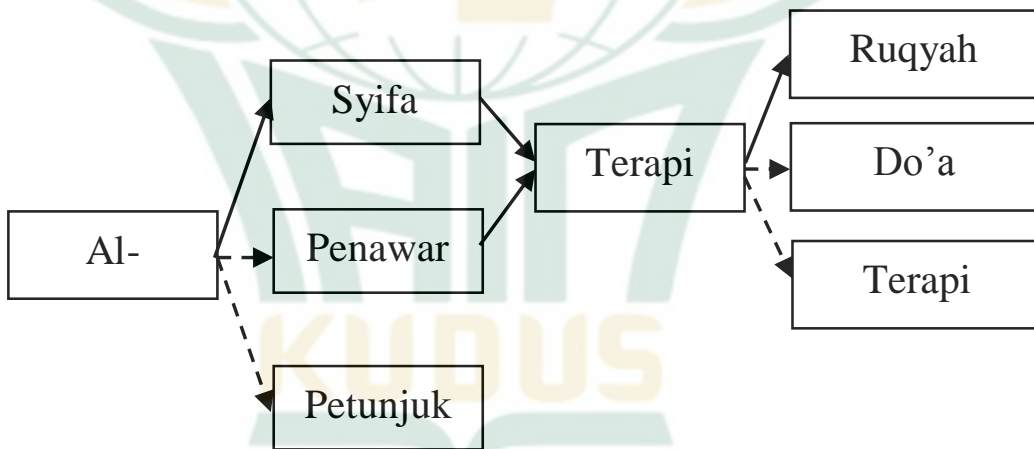 Al-
Syifa
Penawar
Petunjuk
Terapi
Ruqyah
Do’a
Terapi
KUDUS